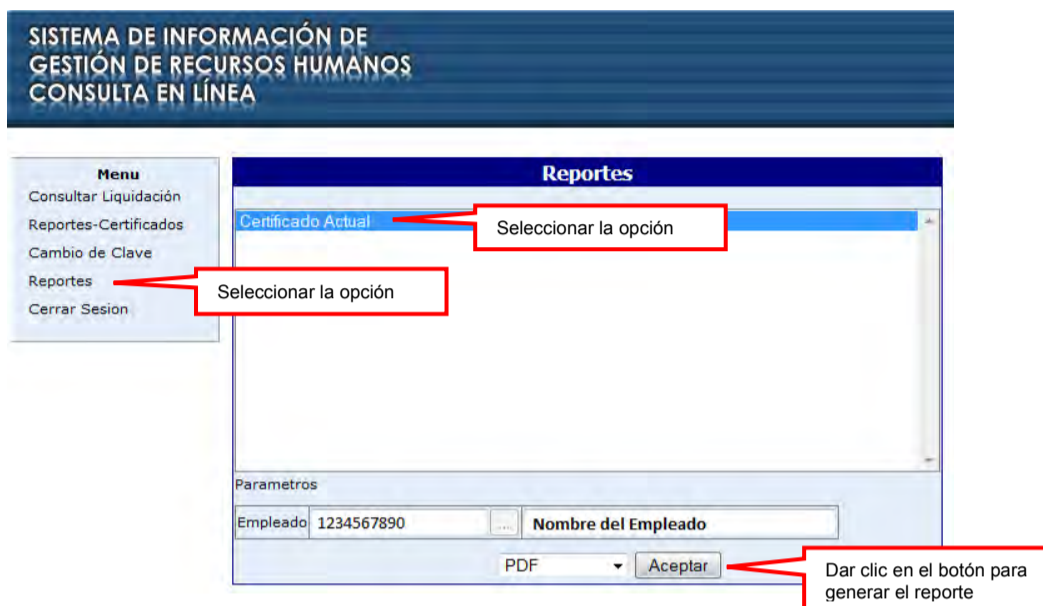 SISTEMA DE INFORMACIÓN DE
GESTIÓN DE RECURSOS HUMANOS
CONSULTA EN LÍNEA
Menu
Consultar Liquidación
Reportes-Certificados
Cambio de Clave
Reportes
Cerrar Sesion
Seleccionar la opción
Reportes
Certificado Actual
Seleccionar la opción
Parametros
Empleado 1234567890 ... Nombre del Empleado
PDF Aceptar
Dar clic en el botón para
generar el reporte